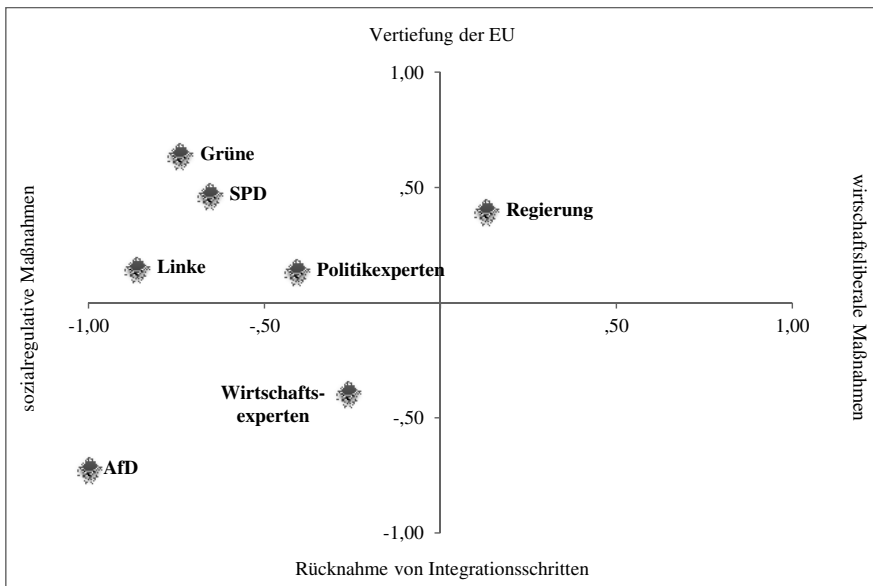 Vertiefung der EU
1,00
Grüne
SPD
,50
Regierung
Linke
Politikexperten
sozialregulative Maßnahmen
wirtschaftsliberale Maßnahmen
-1,00
-,50
,50
1,00
Wirtschafts-
experten
-,50
AfD
-1,00
Rücknahme von Integrationsschritten